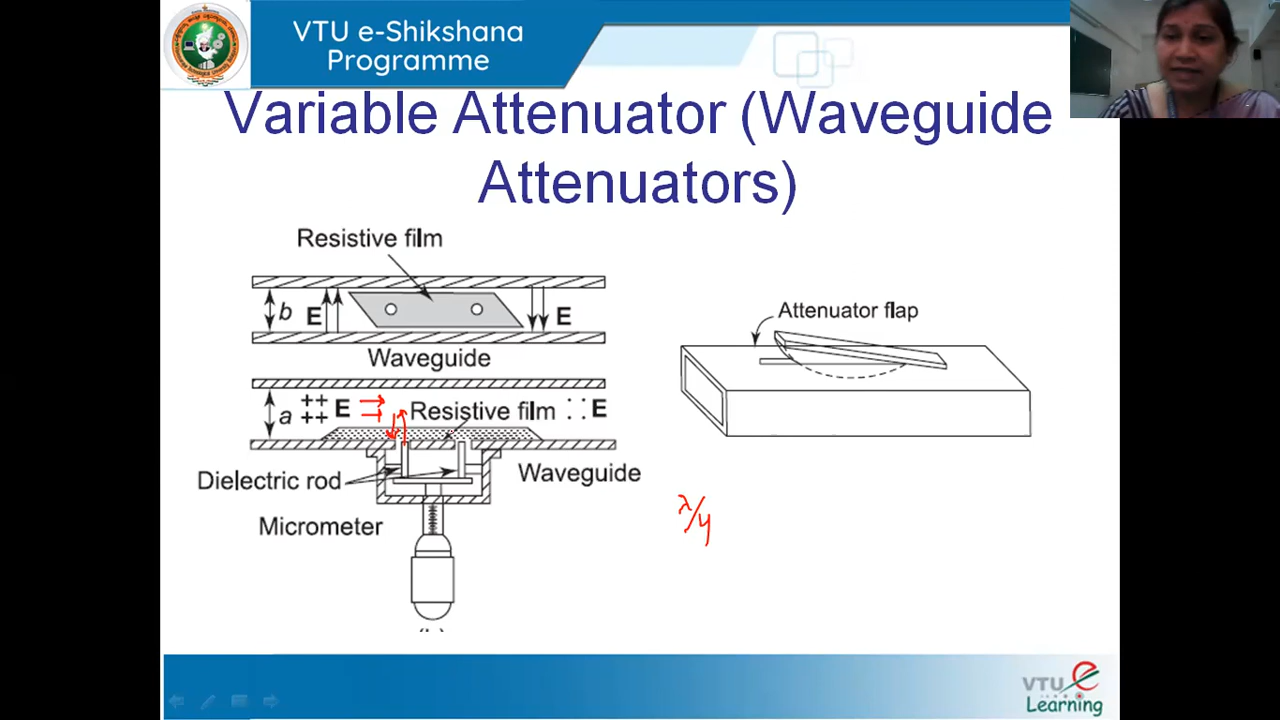 VTU e-Shikshana
Programme
Variable Attenuator (Waveguide
Attenuators)
Resistive film
b
E
E
Waveguide
a
++
++
E
Resistive film
E
Dielectric rod
Waveguide
Micrometer
Attenuator flap
λ/4
VTU e
Learning